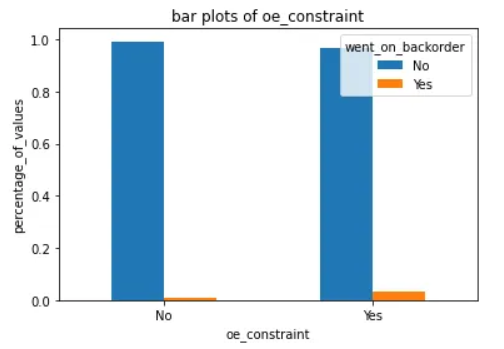 bar plots of oe_constraint
went_on_backorder
No
Yes
percentage_of_values
1.0
0.8
0.6
0.4
0.2
0.0
No
Yes
oe_constraint